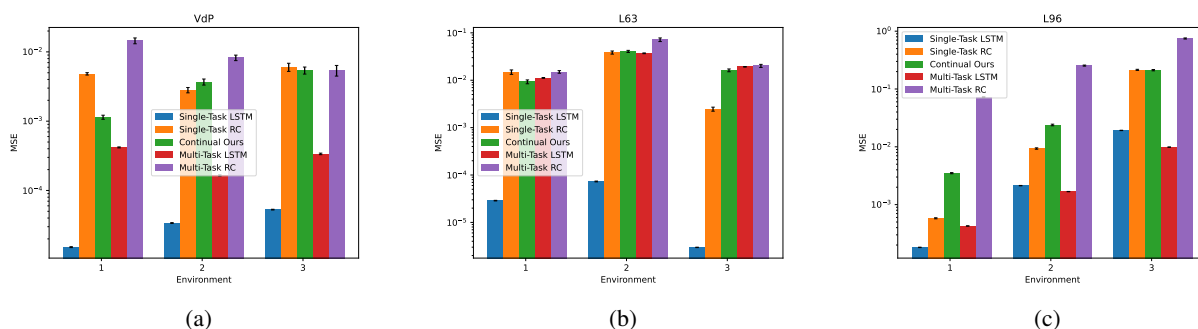 VdP
10⁻²
10⁻³
10⁻⁴
MSE
Single-Task LSTM
Single-Task RC
Continual Ours
Multi-Task LSTM
Multi-Task RC
1 2 3
Environment
(a)
L63
10⁻¹
10⁻²
10⁻³
10⁻⁴
10⁻⁵
MSE
Single-Task LSTM
Single-Task RC
Continual Ours
Multi-Task LSTM
Multi-Task RC
1 2 3
Environment
(b)
L96
10⁰
10⁻¹
10⁻²
10⁻³
MSE
Single-Task LSTM
Single-Task RC
Continual Ours
Multi-Task LSTM
Multi-Task RC
1 2 3
Environment
(c)